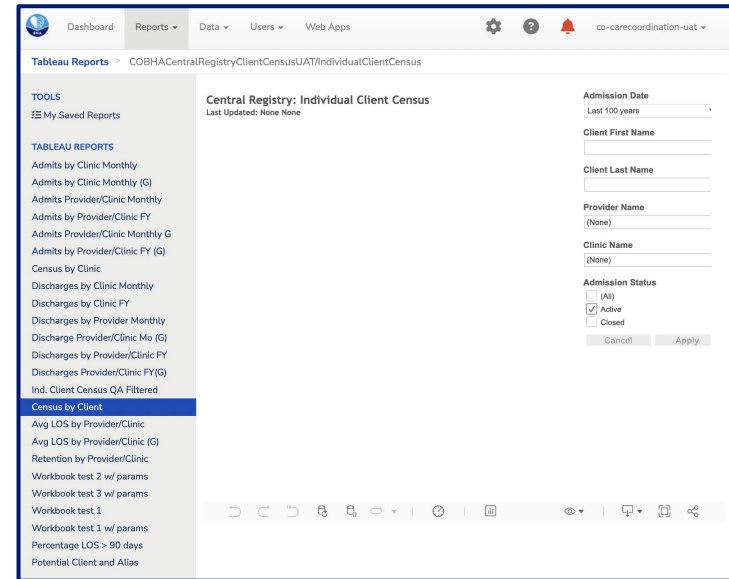 BHA
Dashboard
Reports
Data
Users
Web Apps
co-carecoordination-uat
Tableau Reports > COBHACentralRegistryClientCensusUAT/IndividualClientCensus
TOOLS
My Saved Reports
TABLEAU REPORTS
Admits by Clinic Monthly
Admits by Clinic Monthly (G)
Admits Provider/Clinic Monthly
Admits by Provider/Clinic FY
Admits Provider/Clinic Monthly G
Admits by Provider/Clinic FY (G)
Census by Clinic
Discharges by Clinic Monthly
Discharges by Clinic FY
Discharges by Provider Monthly
Discharge Provider/Clinic Mo (G)
Discharges by Provider/Clinic FY
Discharges Provider/Clinic FY(G)
Ind. Client Census QA Filtered
Census by Client
Avg LOS by Provider/Clinic
Avg LOS by Provider/Clinic (G)
Retention by Provider/Clinic
Workbook test 2 w/ params
Workbook test 3 w/ params
Workbook test 1
Workbook test 1 w/ params
Percentage LOS > 90 days
Potential Client and Alias
Central Registry: Individual Client Census
Last Updated: None None
Admission Date
Last 100 years
Client First Name
Client Last Name
Provider Name
(None)
Clinic Name
(None)
Admission Status
(All)
Active
Closed
Cancel
Apply